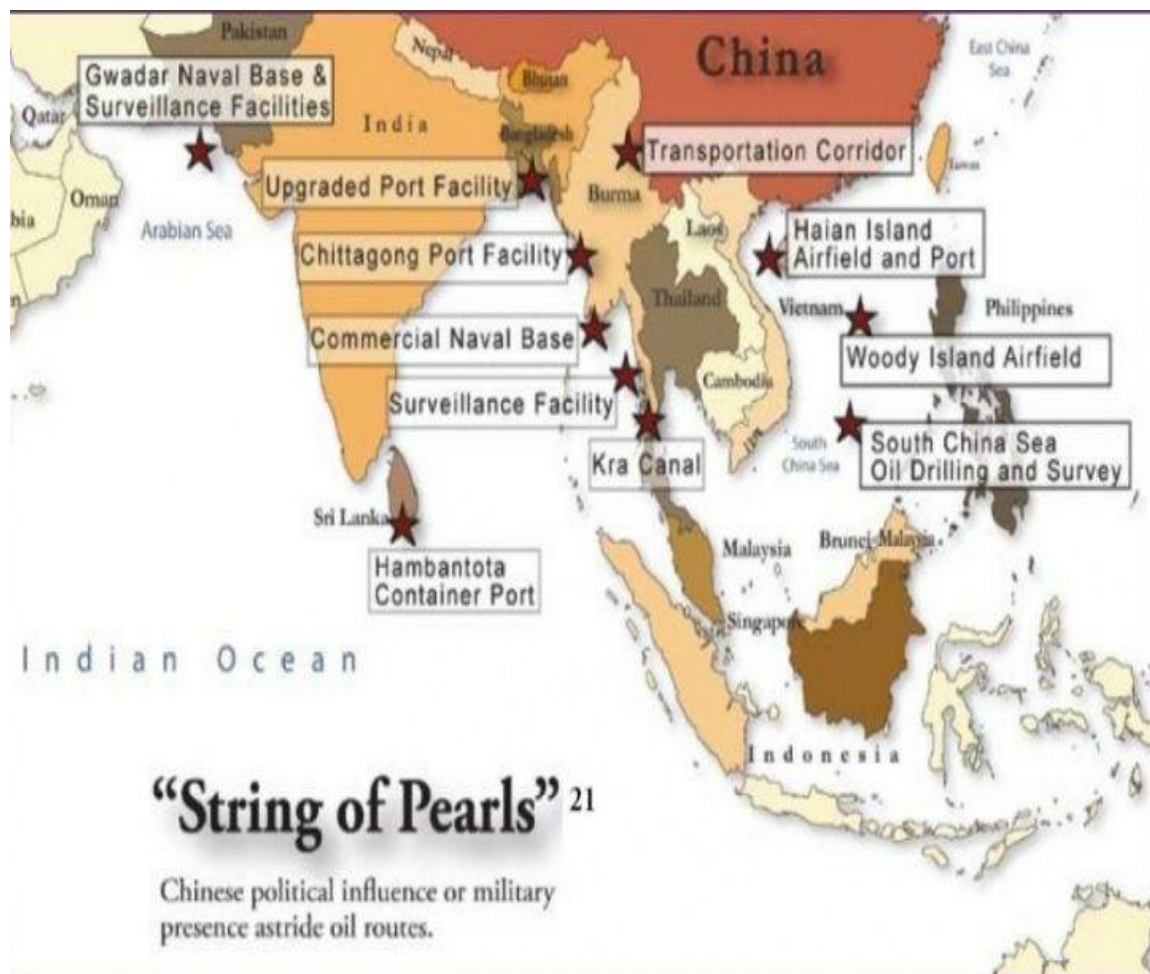 Pakistan
Nepal
China
East China
Sea
Gwadar Naval Base &
Surveillance Facilities
Bhutan
Qatar
India
Bangladesh
Transportation Corridor
Taiwan
Upgraded Port Facility
Burma
Oman
bia
Arabian Sea
Laos
Haian Island
Airfield and Port
Chittagong Port Facility
Thailand
Vietnam
Philippines
Commercial Naval Base
Woody Island Airfield
Cambodia
Surveillance Facility
South
China Sea
South China Sea
Oil Drilling and Survey
Kra Canal
Sri Lanka
Malaysia
Brunei
Malaysia
Hambantota
Container Port
Singapore
Indian Ocean
Indonesia
“String of Pearls” 21
Chinese political influence or military
presence astride oil routes.